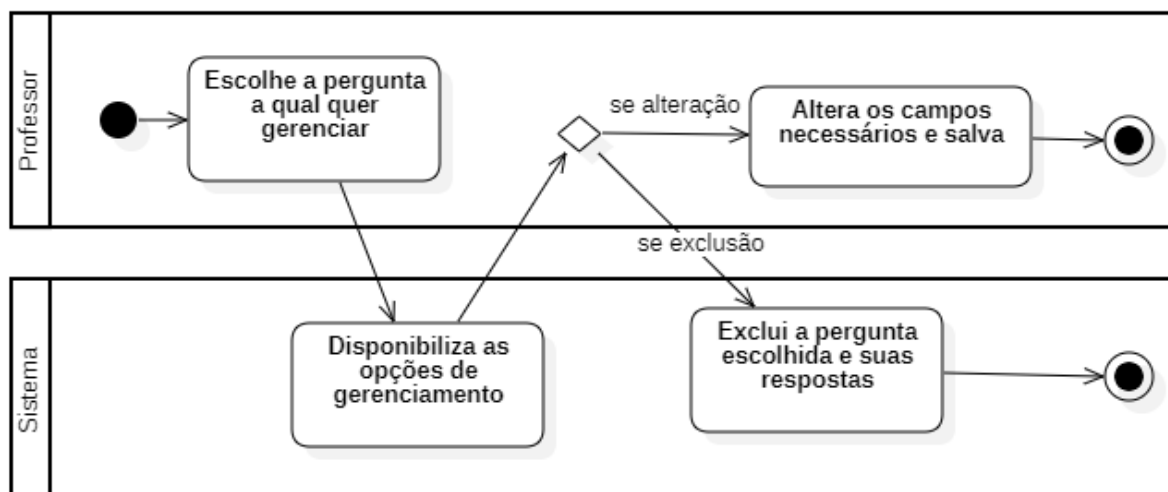 Professor
Escolhe a pergunta
a qual quer
gerenciar
se alteração
Altera os campos
necessários e salva
se exclusão
Sistema
Disponibiliza as
opções de
gerenciamento
Exclui a pergunta
escolhida e suas
respostas